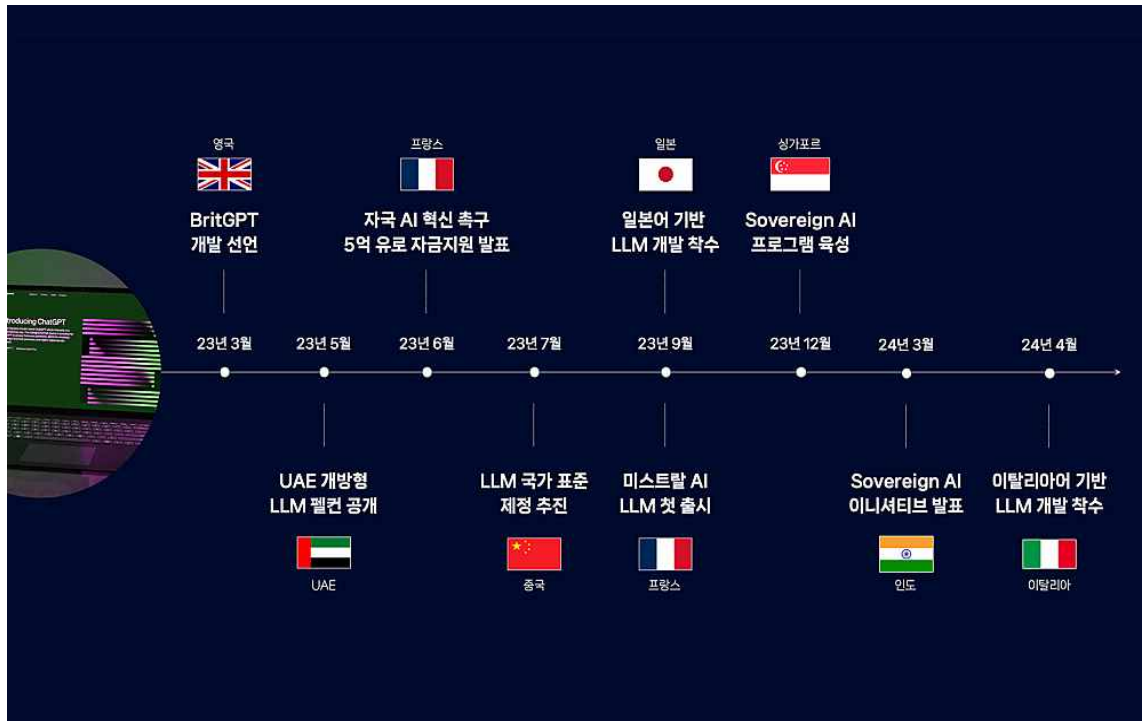 영국
BritGPT
개발 선언
프랑스
자국 AI 혁신 촉구
5억 유로 자금지원 발표
일본
일본어 기반
LLM 개발 착수
싱가포르
Sovereign AI
프로그램 육성
troducing ChatGPT
23년 3월
23년 5월
23년 6월
23년 7월
23년 9월
23년 12월
24년 3월
24년 4월
UAE 개방형
LLM 펠컨 공개
UAE
LLM 국가 표준
제정 추진
중국
미스트랄 AI
LLM 첫 출시
프랑스
Sovereign AI
이니셔티브 발표
인도
이탈리아어 기반
LLM 개발 착수
이탈리아